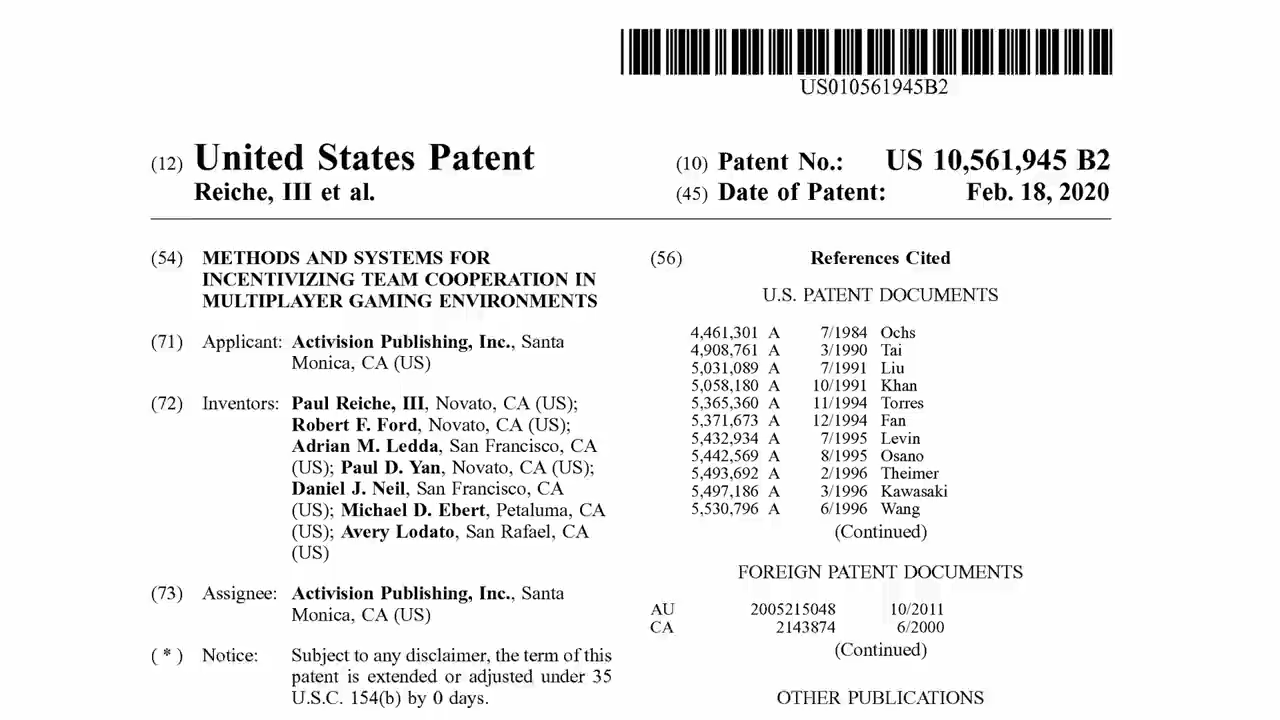 US010561945B2
(12) United States Patent
Reiche, III et al.
(10) Patent No.: US 10,561,945 B2
(45) Date of Patent: Feb. 18, 2020
(54) METHODS AND SYSTEMS FOR
INCENTIVIZING TEAM COOPERATION IN
MULTIPLAYER GAMING ENVIRONMENTS
(71) Applicant: Activision Publishing, Inc., Santa
Monica, CA (US)
(72) Inventors: Paul Reiche, III, Novato, CA (US);
Robert F. Ford, Novato, CA (US);
Adrian M. Ledda, San Francisco, CA
(US); Paul D. Yan, Novato, CA (US);
Daniel J. Neil, San Francisco, CA
(US); Michael D. Ebert, Petaluma, CA
(US); Avery Lodato, San Rafael, CA
(US)
(73) Assignee: Activision Publishing, Inc., Santa
Monica, CA (US)
( * ) Notice: Subject to any disclaimer, the term of this
patent is extended or adjusted under 35
U.S.C. 154(b) by 0 days.
(56) References Cited
U.S. PATENT DOCUMENTS
4,461,301 A 7/1984 Ochs
4,908,761 A 3/1990 Tai
5,031,089 A 7/1991 Liu
5,058,180 A 10/1991 Khan
5,365,360 A 11/1994 Torres
5,371,673 A 12/1994 Fan
5,432,934 A 7/1995 Levin
5,442,569 A 8/1995 Osano
5,493,692 A 2/1996 Theimer
5,497,186 A 3/1996 Kawasaki
5,530,796 A 6/1996 Wang
(Continued)
FOREIGN PATENT DOCUMENTS
AU 2005215048 10/2011
CA 2143874 6/2000
(Continued)
OTHER PUBLICATIONS